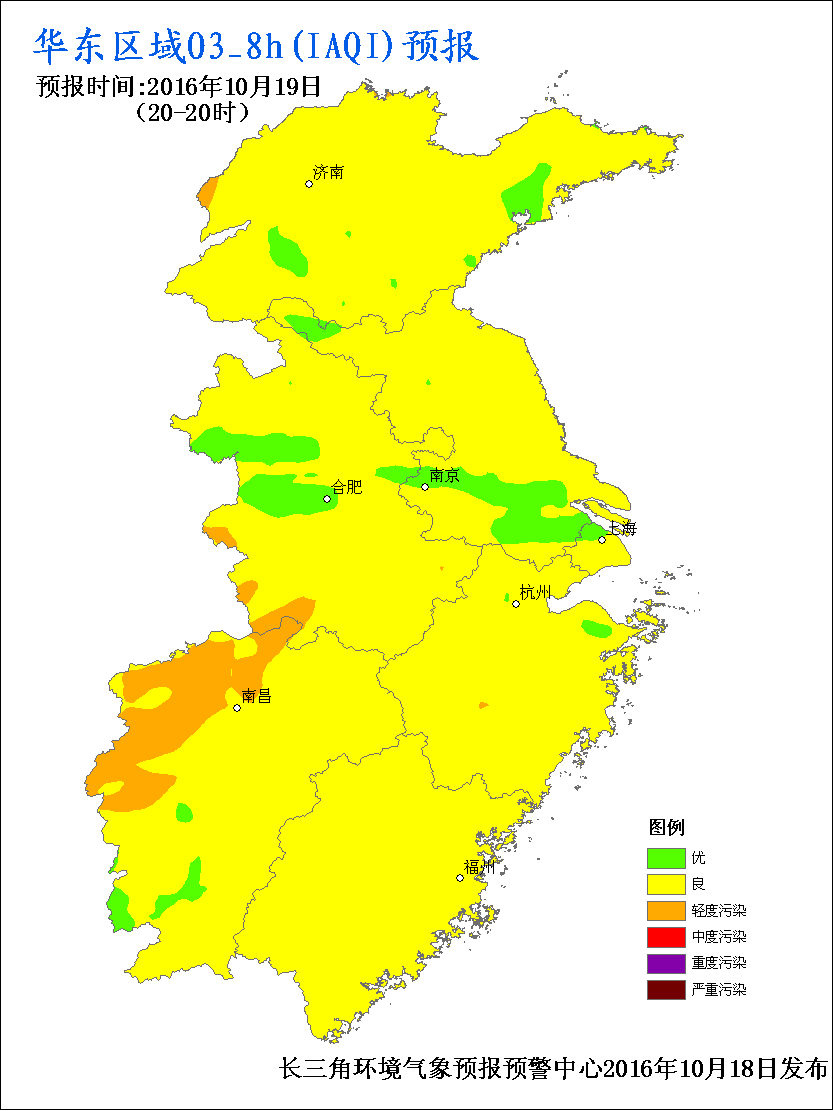 华东区域O3_8h(IAQI)预报
预报时间:2016年10月19日
(20-20时)
济南
南京
合肥
上海
杭州
南昌
福州
图例
优
良
轻度污染
中度污染
重度污染
严重污染
长三角环境气象预报预警中心2016年10月18日发布